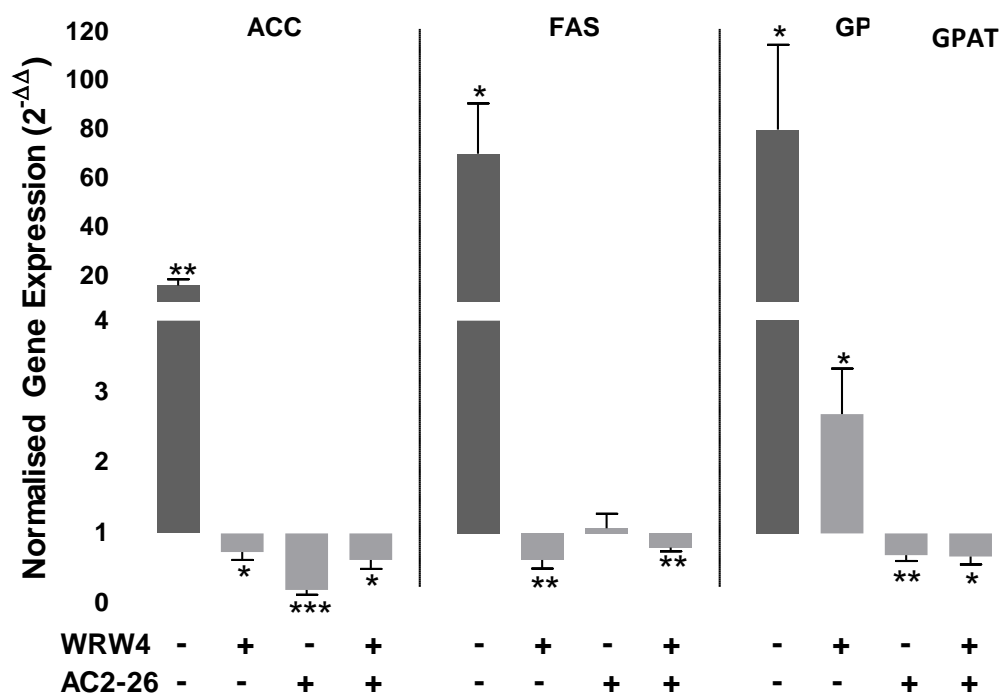 ACC FAS GP GPAT
Normalised Gene Expression (2^-ΔΔ)
120
100
80
60
40
20
4
3
2
1
0
* * ** * * ** *** * ** ** *
WRW4 - + - + - + - + - + - +
AC2-26 - - + + - - + + - - + +